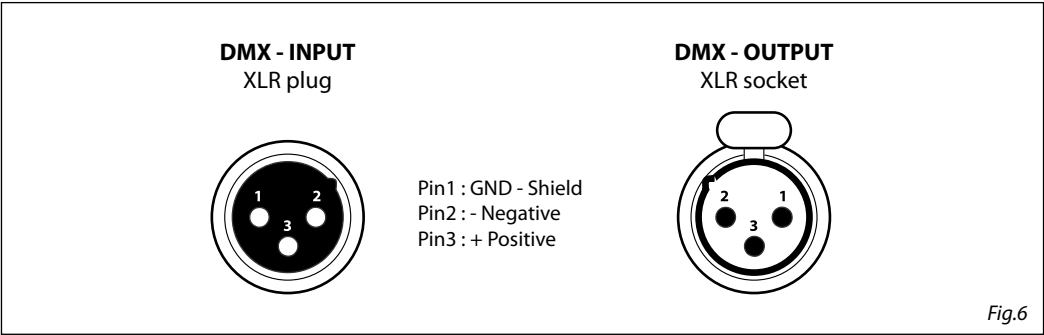 DMX - INPUT
XLR plug
1
2
3
Pin1 : GND - Shield
Pin2 : - Negative
Pin3 : + Positive
DMX - OUTPUT
XLR socket
2
1
3
Fig.6